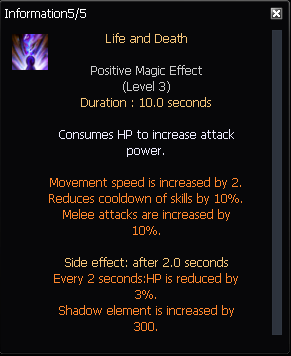 Information5/5
Life and Death
Positive Magic Effect
(Level 3)
Duration : 10.0 seconds
Consumes HP to increase attack
power.
Movement speed is increased by 2.
Reduces cooldown of skills by 10%.
Melee attacks are increased by
10%.
Side effect: after 2.0 seconds
Every 2 seconds:HP is reduced by
3%.
Shadow element is increased by
300.